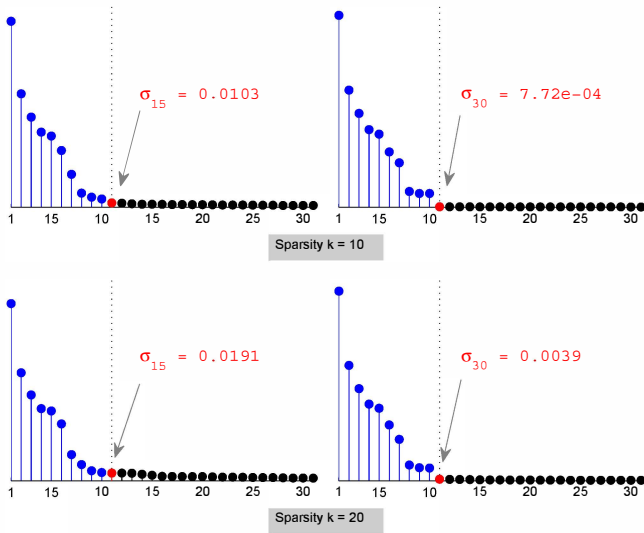 σ15 = 0.0103
σ30 = 7.72e-04
1 15 10 15 20 25 30
1 15 10 15 20 25 30
Sparsity k = 10
σ15 = 0.0191
σ30 = 0.0039
1 15 10 15 20 25 30
1 15 10 15 20 25 30
Sparsity k = 20